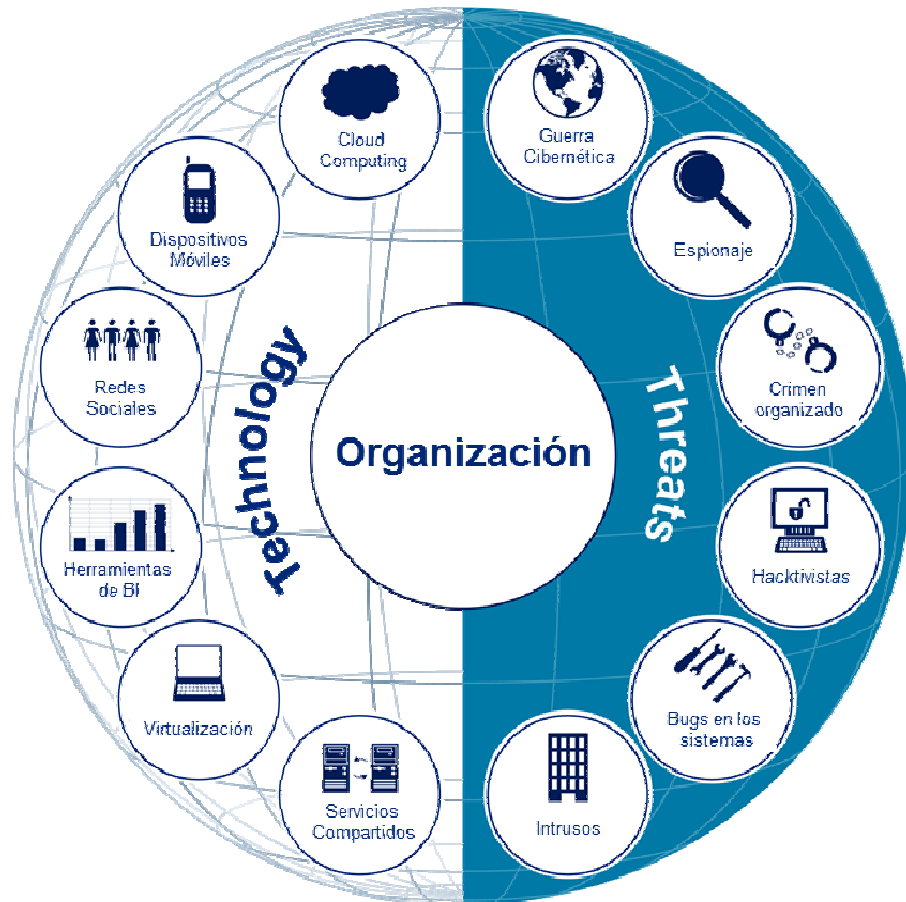 Cloud
Computing
Dispositivos
Móviles
Redes
Sociales
Herramientas
de BI
Virtualización
Servicios
Compartidos
Technology
Organización
Threats
Guerra
Cibernética
Espionaje
Crimen
organizado
Hacktivistas
Bugs en los
sistemas
Intrusos